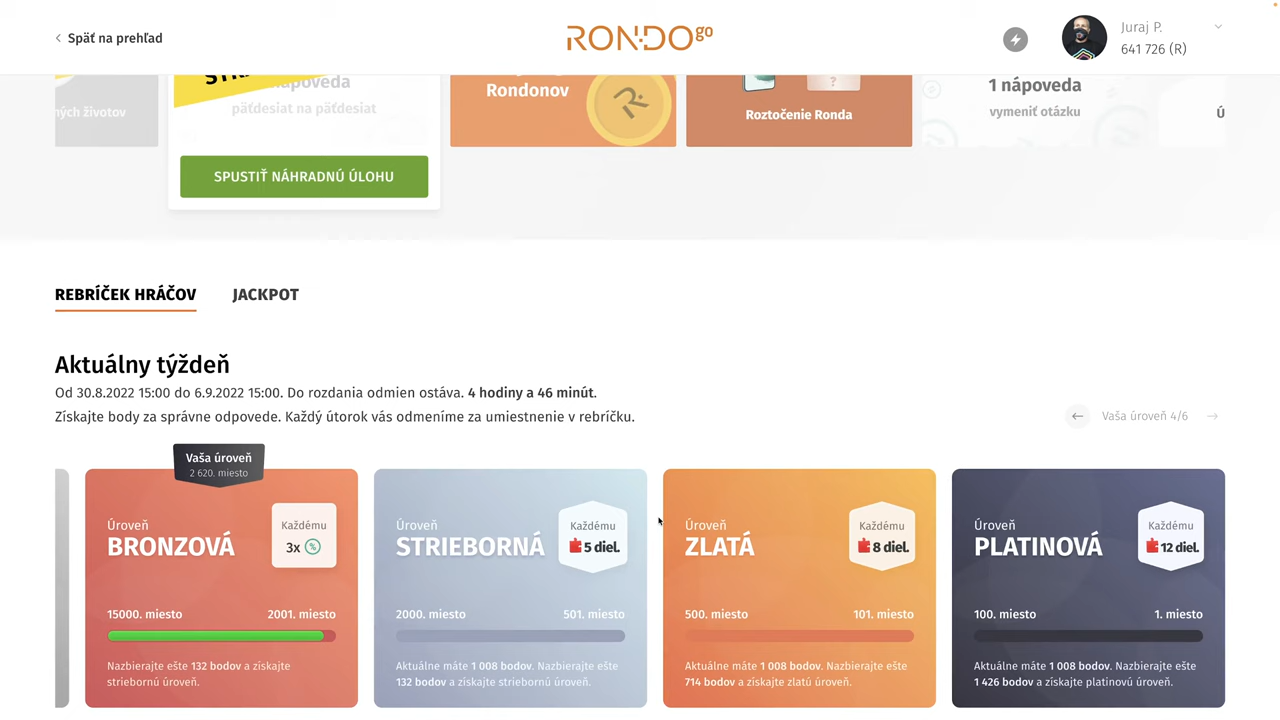 Späť na prehľad
RONDO go
Juraj P.
641 726 (R)
ných životov
nápoveda
päťdesiat na päťdesiat
SPUSTIŤ NÁHRADNÚ ÚLOHU
Rondonov
?
Roztočenie Ronda
1 nápoveda
vymeniť otázku
Ú
REBRÍČEK HRÁČOV
JACKPOT
Aktuálny týždeň
Od 30.8.2022 15:00 do 6.9.2022 15:00. Do rozdania odmien ostáva. 4 hodiny a 46 minút.
Získajte body za správne odpovede. Každý útorok vás odmeníme za umiestnenie v rebríčku.
Vaša úroveň 4/6
Vaša úroveň
2 620. miesto
Úroveň
BRONZOVÁ
Každému
3x %
15000. miesto 2001. miesto
Nazbierajte ešte 132 bodov a získajte
striebornú úroveň.
Úroveň
STRIEBORNÁ
Každému
5 diel.
2000. miesto 501. miesto
Aktuálne máte 1 008 bodov. Nazbierajte ešte
132 bodov a získajte striebornú úroveň.
Úroveň
ZLATÁ
Každému
8 diel.
500. miesto 101. miesto
Aktuálne máte 1 008 bodov. Nazbierajte ešte
714 bodov a získajte zlatú úroveň.
Úroveň
PLATINOVÁ
Každému
12 diel.
100. miesto 1. miesto
Aktuálne máte 1 008 bodov. Nazbierajte ešte
1 426 bodov a získajte platinovú úroveň.